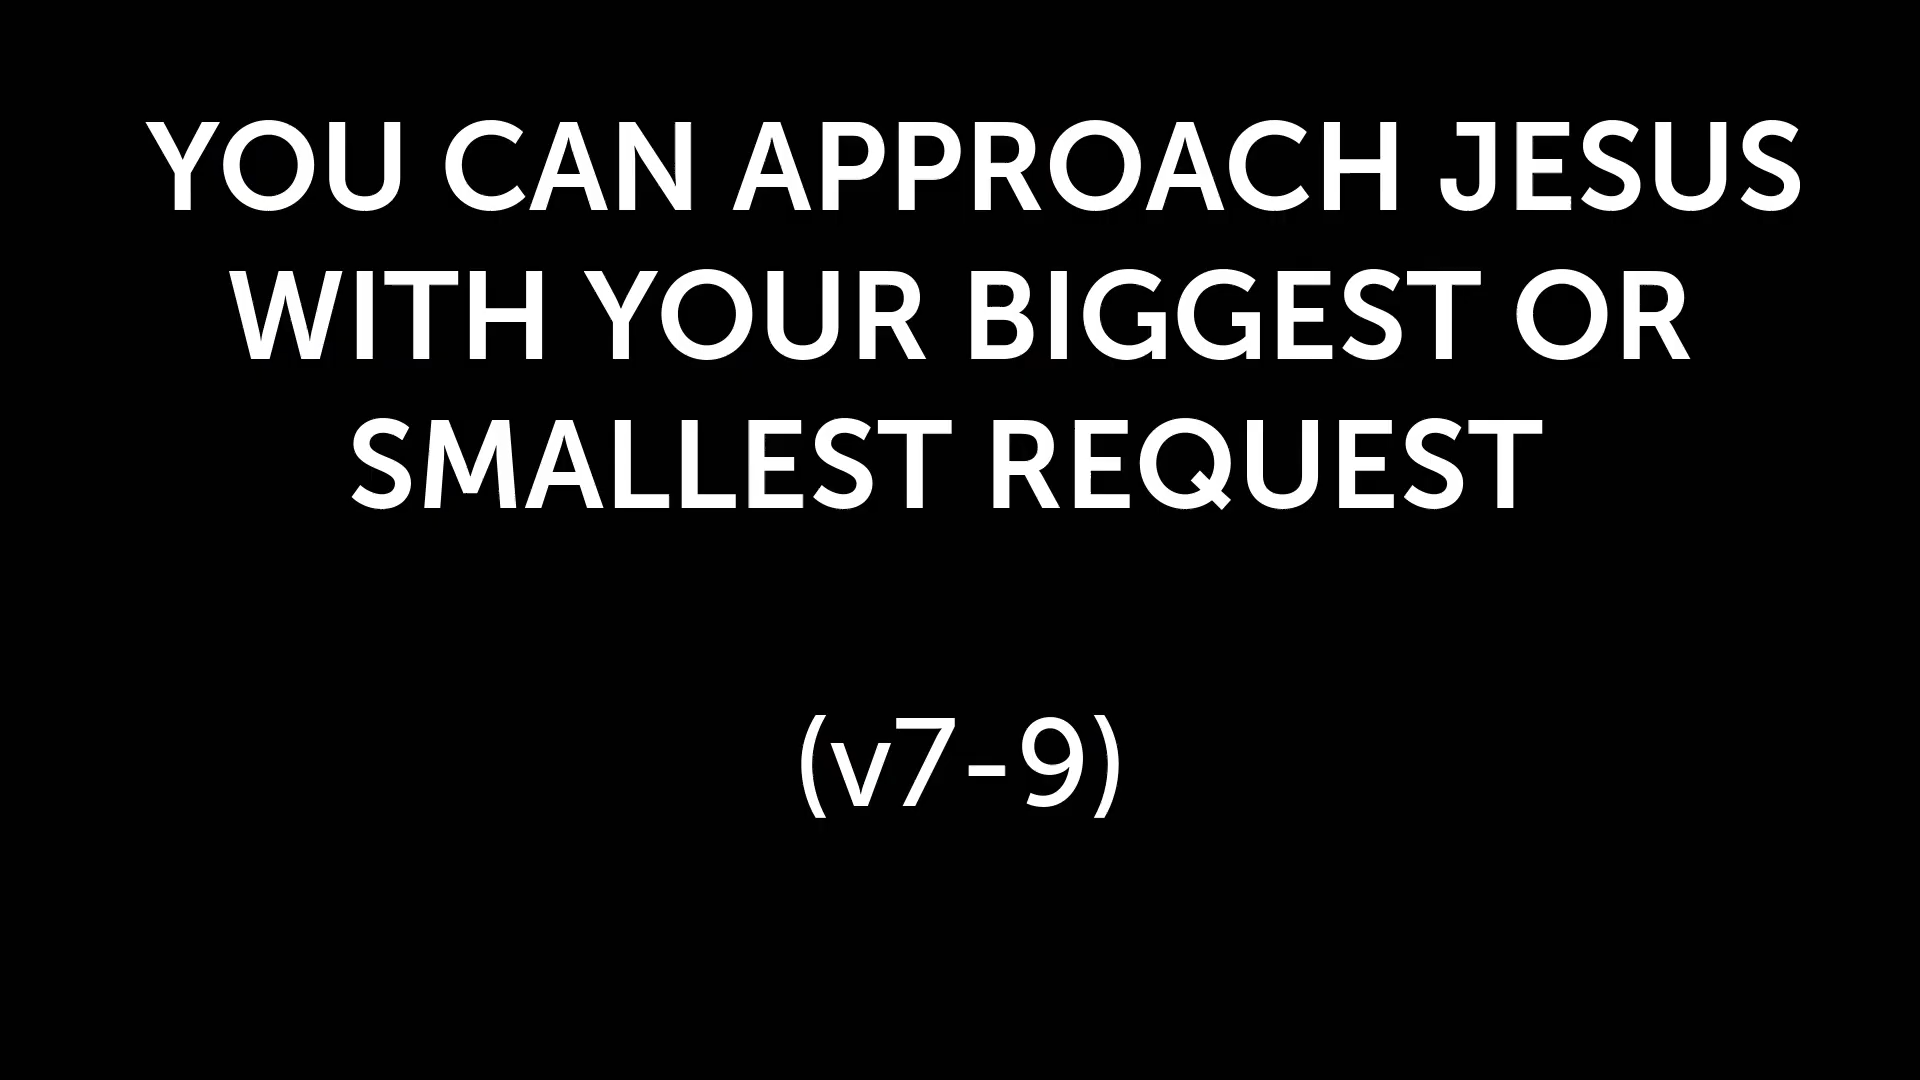 YOU CAN APPROACH JESUS
WITH YOUR BIGGEST OR
SMALLEST REQUEST
(v7-9)